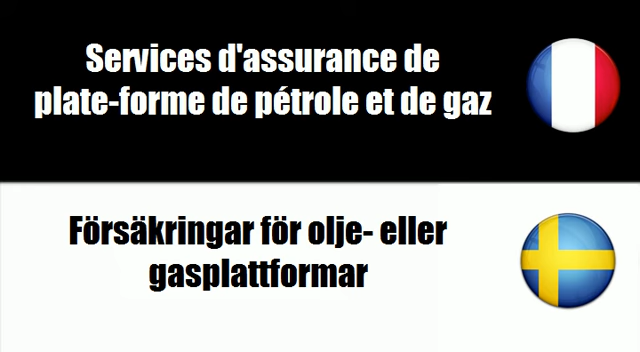 Services d'assurance de
plate-forme de pétrole et de gaz
Försäkringar för olje- eller
gasplattformar